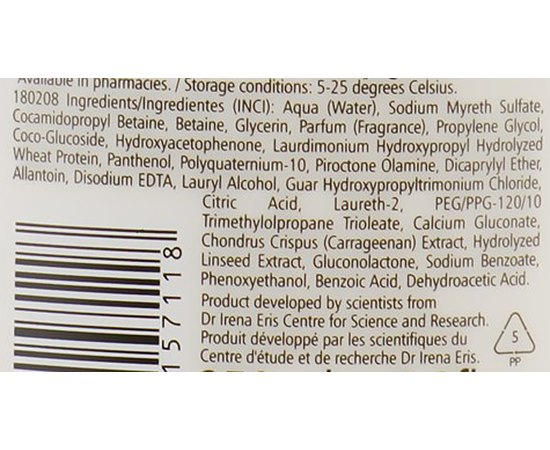 Available in pharmacies. / Storage conditions: 5-25 degrees Celsius.
180208 Ingredients/Ingredientes (INCI): Aqua (Water), Sodium Myreth Sulfate,
Cocamidopropyl Betaine, Betaine, Glycerin, Parfum (Fragrance), Propylene Glycol,
Coco-Glucoside, Hydroxyacetophenone, Laurdimonium Hydroxypropyl Hydrolyzed
Wheat Protein, Panthenol, Polyquaternium-10, Piroctone Olamine, Dicaprylyl Ether,
Allantoin, Disodium EDTA, Lauryl Alcohol, Guar Hydroxypropyltrimonium Chloride,
Citric Acid, Laureth-2, PEG/PPG-120/10
Trimethylolpropane Trioleate, Calcium Gluconate,
Chondrus Crispus (Carrageenan) Extract, Hydrolyzed
Linseed Extract, Gluconolactone, Sodium Benzoate,
Phenoxyethanol, Benzoic Acid, Dehydroacetic Acid.
Product developed by scientists from
Dr Irena Eris Centre for Science and Research.
Produit développé par les scientifiques du
Centre d'étude et de recherche Dr Irena Eris.
5
PP
57118